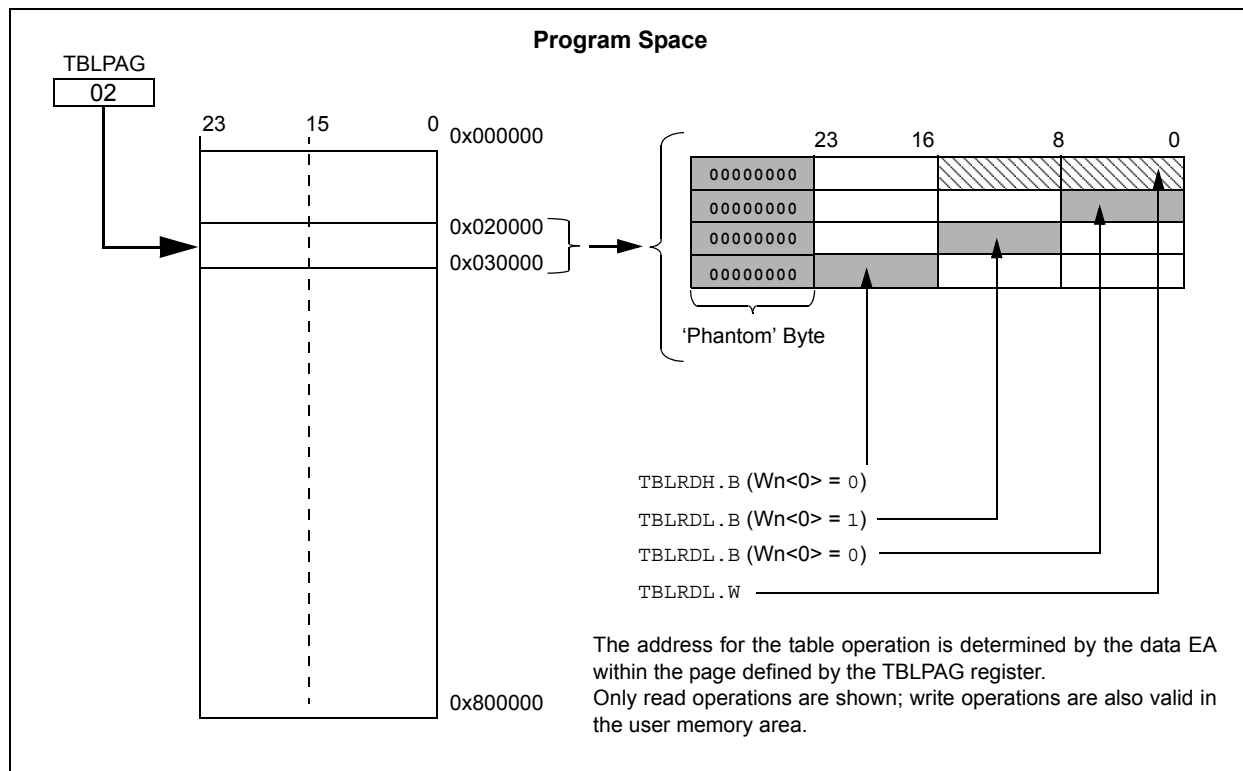 Program Space
TBLPAG
02
23 15 0
0x000000
0x020000
0x030000
0x800000
23 16 8 0
00000000
00000000
00000000
00000000
‘Phantom’ Byte
TBLRDH.B (Wn<0> = 0)
TBLRDL.B (Wn<0> = 1)
TBLRDL.B (Wn<0> = 0)
TBLRDL.W
The address for the table operation is determined by the data EA
within the page defined by the TBLPAG register.
Only read operations are shown; write operations are also valid in
the user memory area.